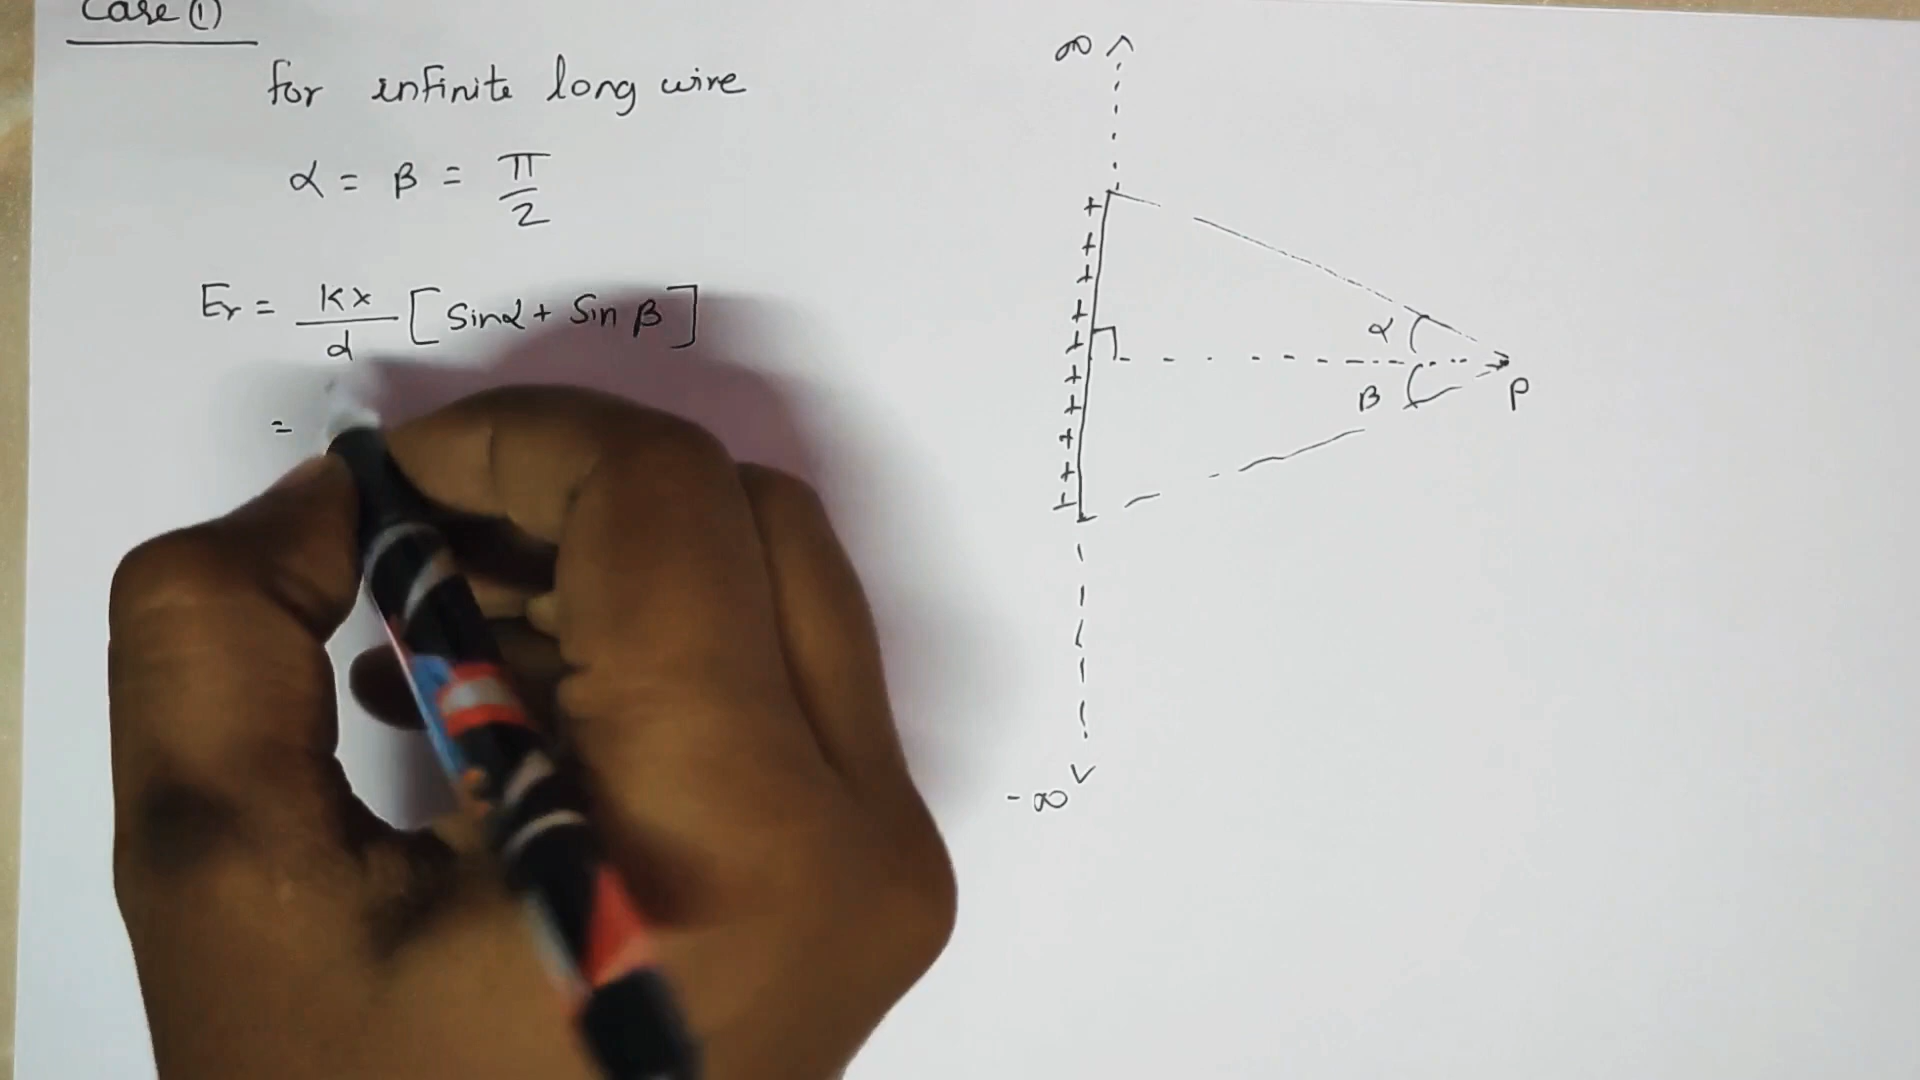 Case ①
for infinite long wire
α = β = π/2
Er = Kλ/d [Sinα + Sin β]
=
∞
+ + + + + + + + + +
α
β
P
-∞